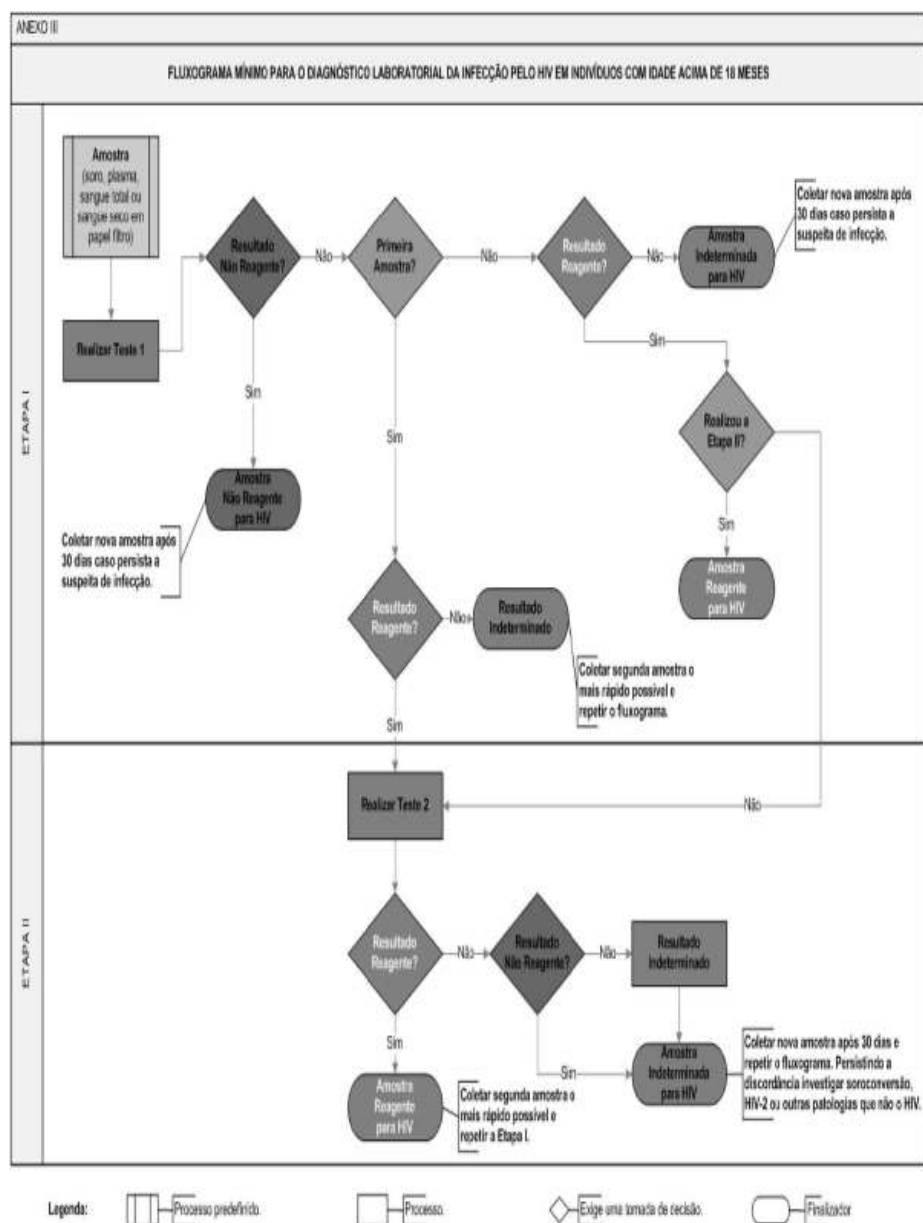 ANEXO III
FLUXOGRAMA MÍNIMO PARA O DIAGNÓSTICO LABORATORIAL DA INFECÇÃO PELO HIV EM INDIVÍDUOS COM IDADE ACIMA DE 18 MESES
ETAPA I
Amostra
(soro, plasma,
sangue total ou
sangue seco em
papel filtro)
Realizar Teste 1
Resultado
Não Reagente?
Não
Primeira
Amostra?
Não
Resultado
Reagente?
Não
Amostra
Indeterminada
para HIV
Coletar nova amostra após
30 dias caso persista a
suspeita de infecção.
Sim
Sim
Sim
Realizou a
Etapa II?
Amostra
Não Reagente
para HIV
Coletar nova amostra após
30 dias caso persista a
suspeita de infecção.
Sim
Amostra
Reagente
para HIV
Resultado
Reagente?
Não
Resultado
Indeterminado
Coletar segunda amostra o
mais rápido possível e
repetir o fluxograma.
Sim
ETAPA II
Realizar Teste 2
Não
Resultado
Reagente?
Não
Resultado
Não Reagente?
Não
Resultado
Indeterminado
Sim
Sim
Amostra
Reagente
para HIV
Coletar segunda amostra o
mais rápido possível e
repetir a Etapa I.
Amostra
Indeterminada
para HIV
Coletar nova amostra após 30 dias e
repetir o fluxograma. Persistindo a
discordância investigar soroconversão,
HIV-2 ou outras patologias que não o HIV.
Legenda:
Processo predefinido.
Processo.
Exige uma tomada de decisão.
Finalizador